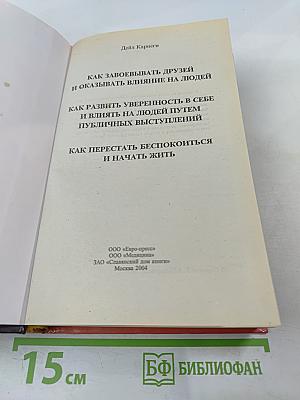 Дейл Карнеги
КАК ЗАВОЕВЫВАТЬ ДРУЗЕЙ
И ОКАЗЫВАТЬ ВЛИЯНИЕ НА ЛЮДЕЙ
КАК РАЗВИТЬ УВЕРЕННОСТЬ В СЕБЕ
И ВЛИЯТЬ НА ЛЮДЕЙ ПУТЕМ
ПУБЛИЧНЫХ ВЫСТУПЛЕНИЙ
КАК ПЕРЕСТАТЬ БЕСПОКОИТЬСЯ
И НАЧАТЬ ЖИТЬ
ООО «Евро-пресс»
ООО «Медицина»
ЗАО «Славянский дом книги»
Москва 2004
15 см
БФ БИБЛИОФАН